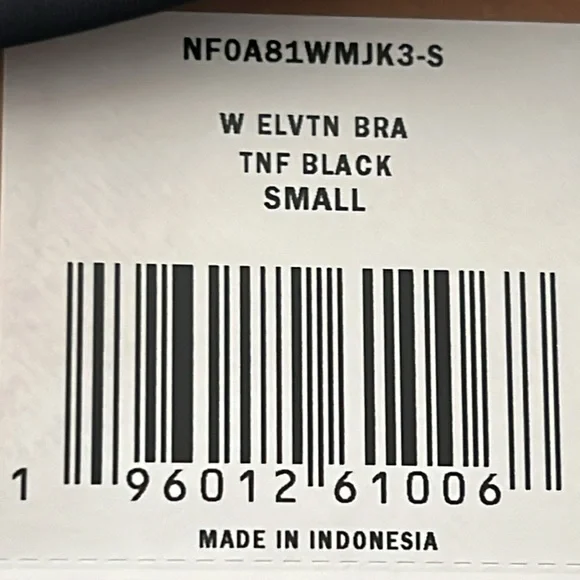 NF0A81WMJK3-S
W ELVTN BRA
TNF BLACK
SMALL
1 96012 61006
MADE IN INDONESIA